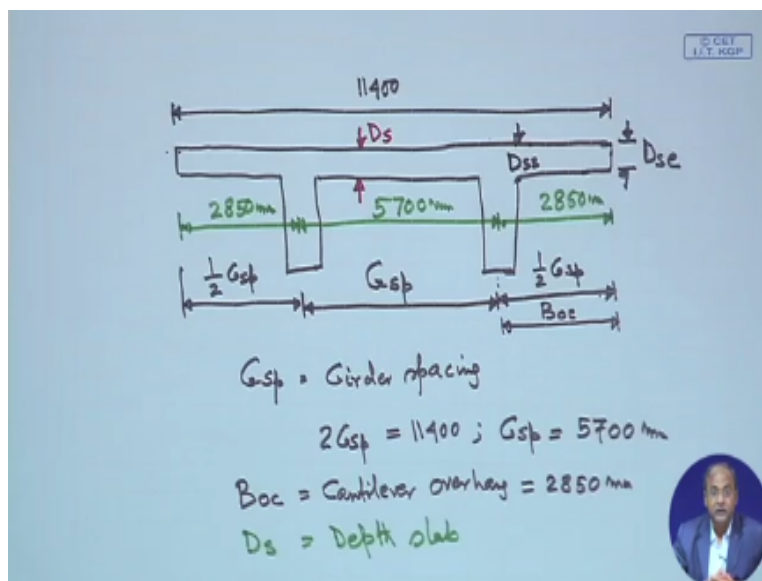 © CET
I.I.T. KGP
11400
Ds
Dss
Dse
2850mm
5700mm
2850mm
1/2 Gsp
Gsp
1/2 Gsp
Boc
Gsp = Girder spacing
2Gsp = 11400 ; Gsp = 5700 mm
Boc = Cantilever overhang = 2850 mm
Ds = Depth slab